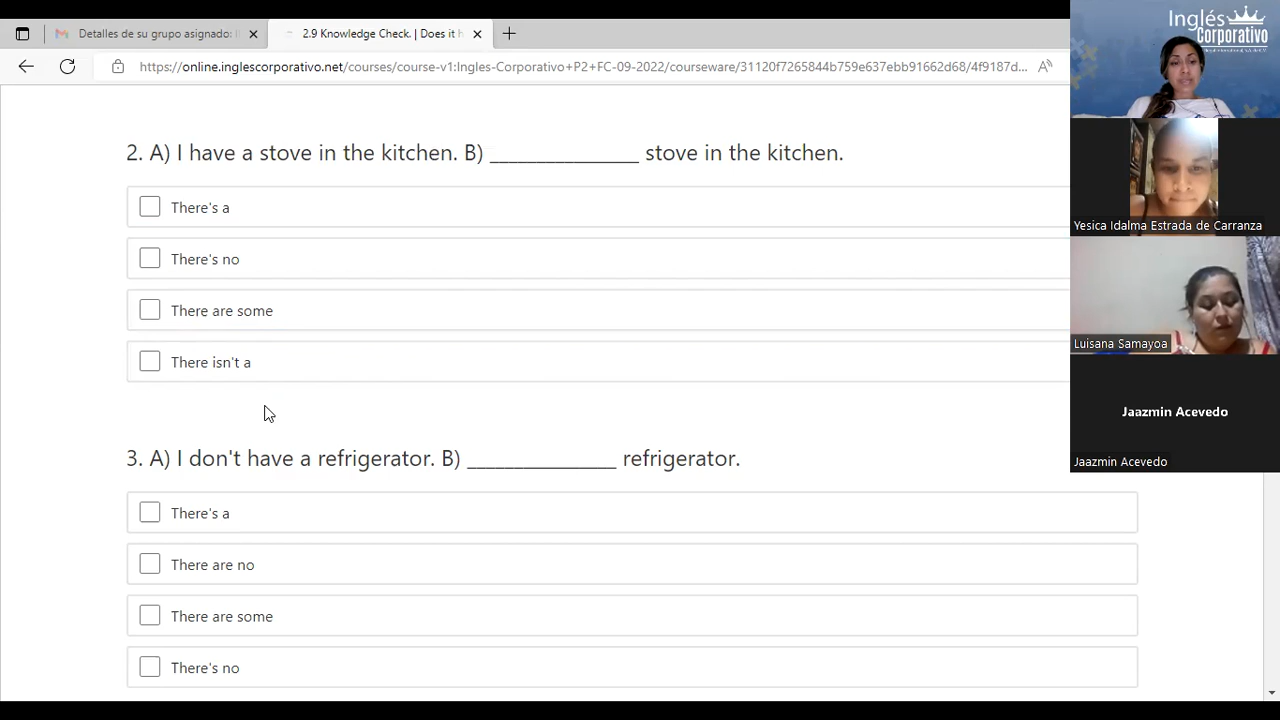 Detalles de su grupo asignado: I
2.9 Knowledge Check. | Does it h
https://online.inglescorporativo.net/courses/course-v1:Ingles-Corporativo+P2+FC-09-2022/courseware/31120f7265844b759e637ebb91662d68/4f9187d...
Inglés
Corporativo
2. A) I have a stove in the kitchen. B) ________________ stove in the kitchen.
There's a
There's no
There are some
There isn't a
3. A) I don't have a refrigerator. B) ________________ refrigerator.
There's a
There are no
There are some
There's no
Yesica Idalma Estrada de Carranza
Luisana Samayoa
Jaazmin Acevedo
Jaazmin Acevedo